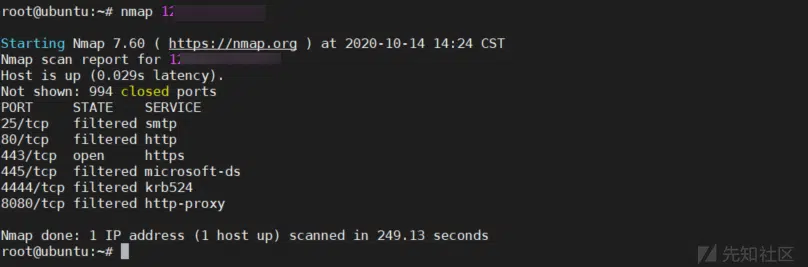 root@ubuntu:~# nmap 12
Starting Nmap 7.60 ( https://nmap.org ) at 2020-10-14 14:24 CST
Nmap scan report for 12
Host is up (0.029s latency).
Not shown: 994 closed ports
PORT     STATE    SERVICE
25/tcp   filtered smtp
80/tcp   filtered http
443/tcp  open     https
445/tcp  filtered microsoft-ds
4444/tcp filtered krb524
8080/tcp filtered http-proxy
Nmap done: 1 IP address (1 host up) scanned in 249.13 seconds
root@ubuntu:~#
先知社区